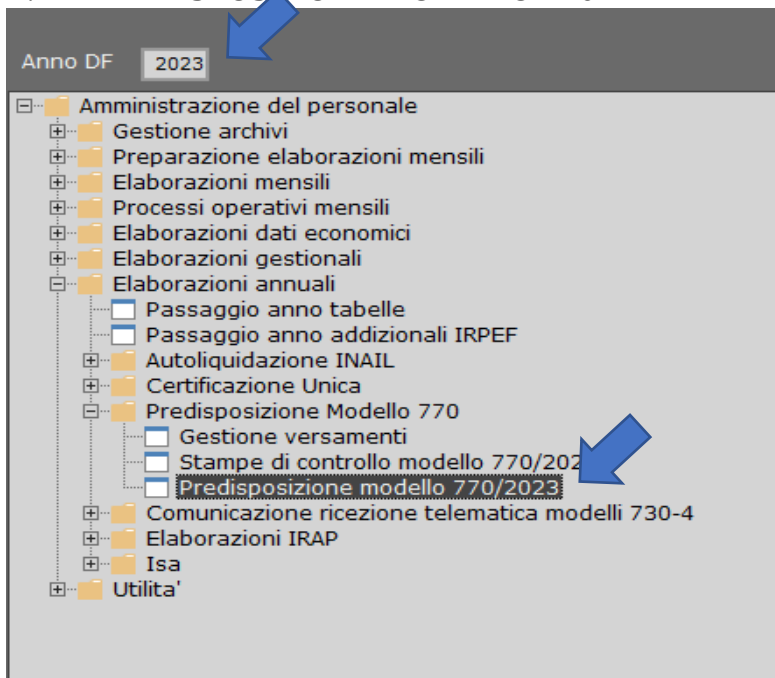 Anno DF 2023
Amministrazione del personale
Gestione archivi
Preparazione elaborazioni mensili
Elaborazioni mensili
Processi operativi mensili
Elaborazioni dati economici
Elaborazioni gestionali
Elaborazioni annuali
Passaggio anno tabelle
Passaggio anno addizionali IRPEF
Autoliquidazione INAIL
Certificazione Unica
Predisposizione Modello 770
Gestione versamenti
Stampe di controllo modello 770/202
Predisposizione modello 770/2023
Comunicazione ricezione telematica modelli 730-4
Elaborazioni IRAP
Isa
Utilita'